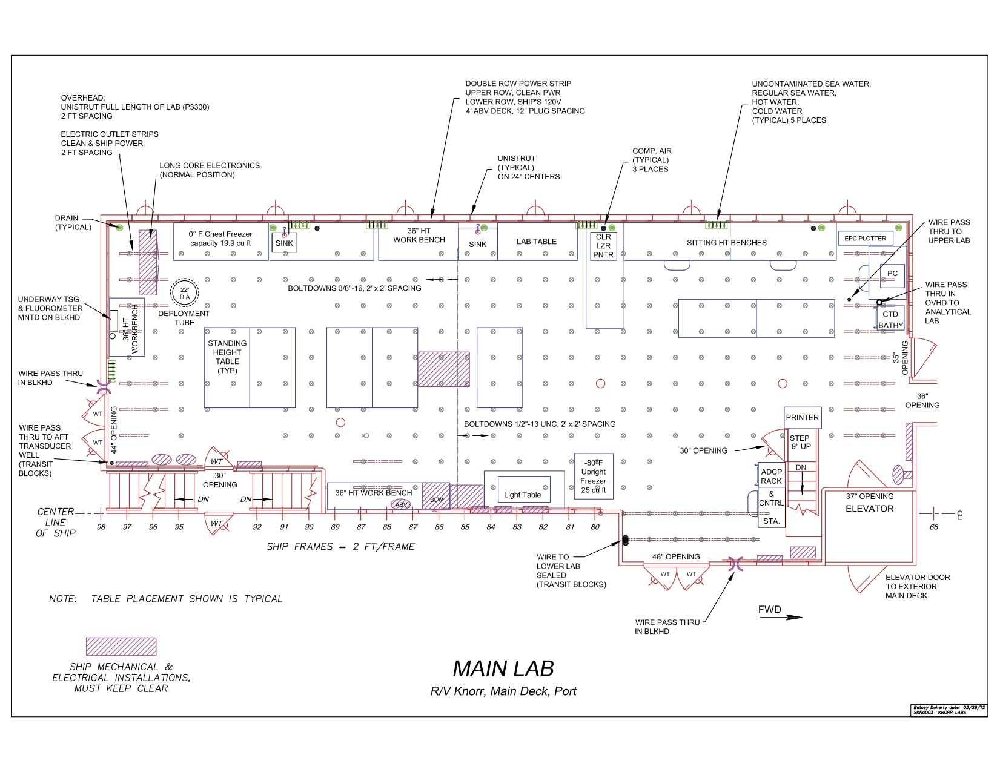 OVERHEAD:
UNISTRUT FULL LENGTH OF LAB (P3300)
2 FT SPACING
ELECTRIC OUTLET STRIPS
CLEAN & SHIP POWER
2 FT SPACING
LONG CORE ELECTRONICS
(NORMAL POSITION)
DOUBLE ROW POWER STRIP
UPPER ROW, CLEAN PWR
LOWER ROW, SHIP'S 120V
4' ABV DECK, 12" PLUG SPACING
UNISTRUT
(TYPICAL)
ON 24" CENTERS
COMP. AIR
(TYPICAL)
3 PLACES
UNCONTAMINATED SEA WATER,
REGULAR SEA WATER,
HOT WATER,
COLD WATER
(TYPICAL) 5 PLACES
DRAIN
(TYPICAL)
0° F Chest Freezer
capacity 19.9 cu ft
SINK
36" HT
WORK BENCH
SINK
LAB TABLE
CLR
LZR
PNTR
SITTING HT BENCHES
EPC PLOTTER
PC
WIRE PASS
THRU TO
UPPER LAB
WIRE PASS
THRU IN
OVHD TO
ANALYTICAL
LAB
CTD
BATHY
22"
DIA
DEPLOYMENT
TUBE
BOLTDOWNS 3/8"-16, 2' x 2' SPACING
UNDERWAY TSG
& FLUOROMETER
MNTD ON BLKHD
36" HT
WORKBENCH
STANDING
HEIGHT
TABLE
(TYP)
35"
OPENING
WIRE PASS THRU
IN BLKHD
36"
OPENING
WT
WT
44" OPENING
WIRE PASS
THRU TO AFT
TRANSDUCER
WELL
(TRANSIT
BLOCKS)
BOLTDOWNS 1/2"-13 UNC, 2' x 2' SPACING
PRINTER
STEP
9" UP
30" OPENING
DN
WT
30"
OPENING
DN
DN
WT
36" HT WORK BENCH
ABV
BLW
Light Table
-80°F
Upright
Freezer
25 cu ft
ADCP
RACK
&
CNTRL
STA.
37" OPENING
ELEVATOR
CENTER
LINE
OF SHIP
98 97 96 95 92 91 90 89 87 87 86 84 83 82 81 80 68
℄
SHIP FRAMES = 2 FT/FRAME
WIRE TO
LOWER LAB
SEALED
(TRANSIT BLOCKS)
48" OPENING
WT
WT
ELEVATOR DOOR
TO EXTERIOR
MAIN DECK
FWD
WIRE PASS THRU
IN BLKHD
NOTE: TABLE PLACEMENT SHOWN IS TYPICAL
SHIP MECHANICAL &
ELECTRICAL INSTALLATIONS,
MUST KEEP CLEAR
MAIN LAB
R/V Knorr, Main Deck, Port
Betsey Doherty date: 03/28/12
SKN0003 KNORR LABS